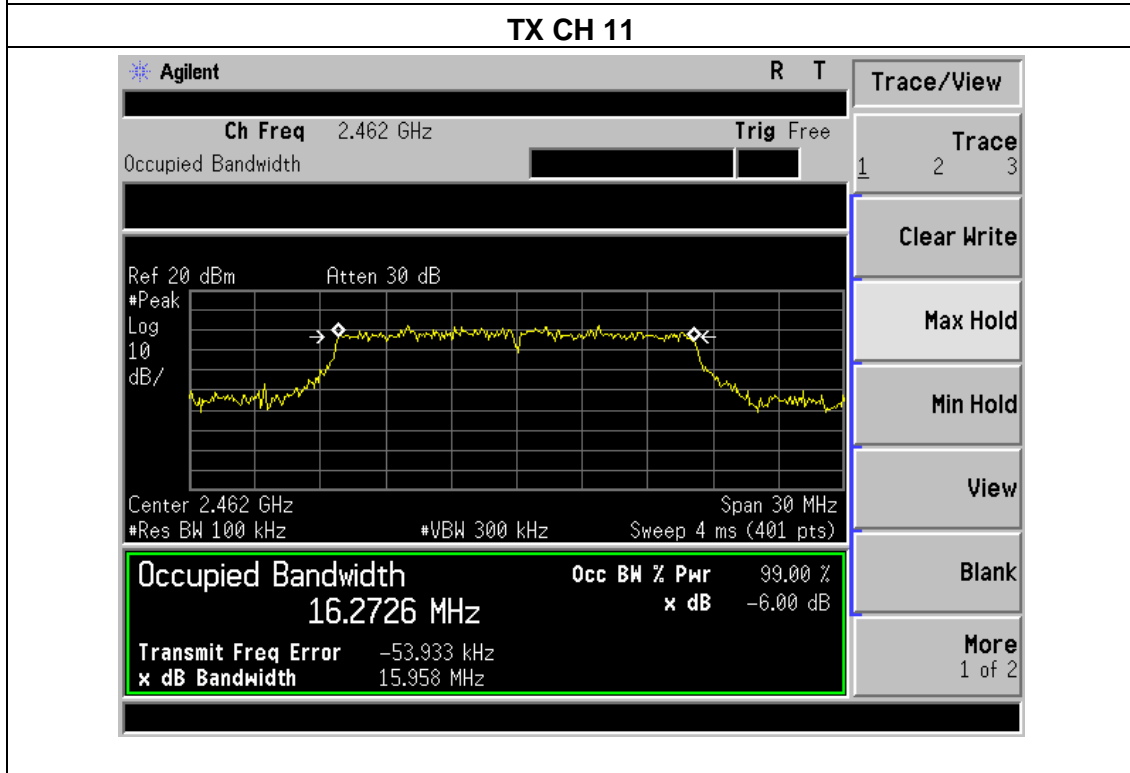 TX CH 11
Agilent R T
Trace/View
Ch Freq 2.462 GHz Trig Free
Occupied Bandwidth
Trace
1 2 3
Clear Write
Ref 20 dBm Atten 30 dB
#Peak
Log
10
dB/
Max Hold
Min Hold
View
Center 2.462 GHz Span 30 MHz
#Res BW 100 kHz #VBW 300 kHz Sweep 4 ms (401 pts)
Occupied Bandwidth Occ BW % Pwr 99.00 %
16.2726 MHz x dB -6.00 dB
Blank
Transmit Freq Error -53.933 kHz
x dB Bandwidth 15.958 MHz
More
1 of 2